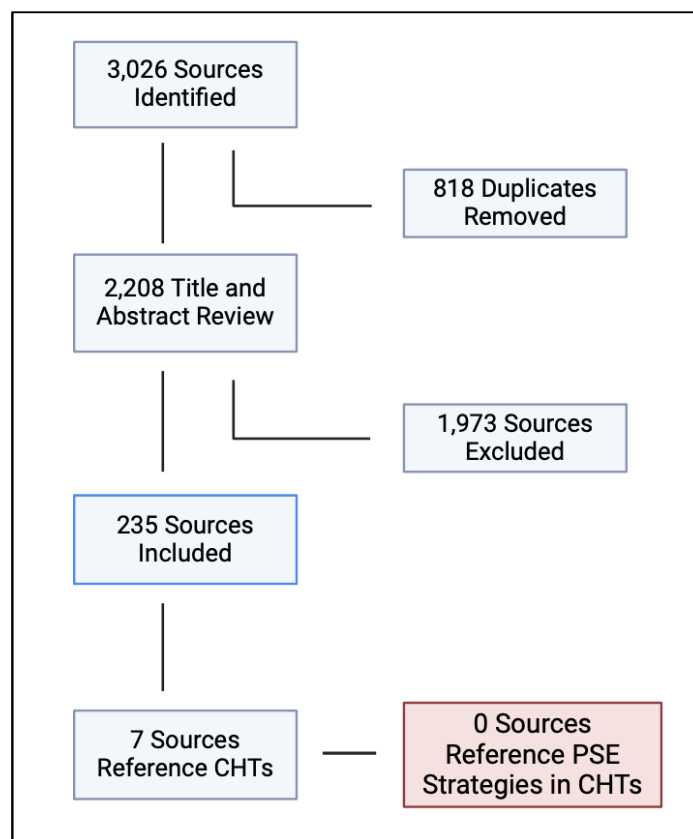 3,026 Sources
Identified
818 Duplicates
Removed
2,208 Title and
Abstract Review
1,973 Sources
Excluded
235 Sources
Included
7 Sources
Reference CHTs
0 Sources
Reference PSE
Strategies in CHTs